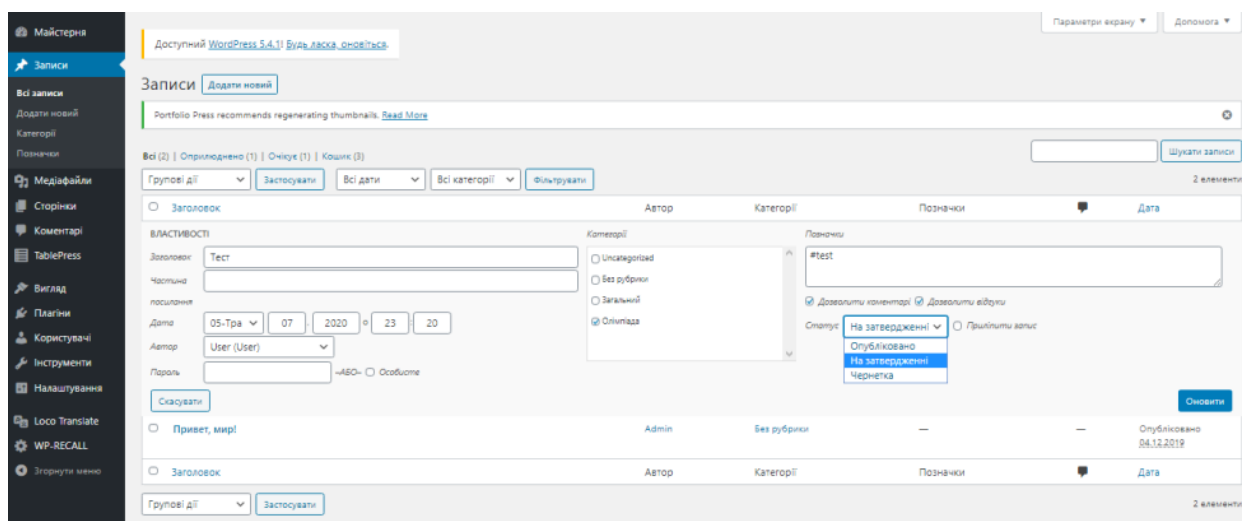 Майстерня
Записи
Всі записи
Додати новий
Категорії
Позначки
Медіафайли
Сторінки
Коментарі
TablePress
Вигляд
Плагіни
Користувачі
Інструменти
Налаштування
Loco Translate
WP-RECALL
Згорнути меню
Параметри екрану Допомога
Доступний WordPress 5.4.1! Будь ласка, оновіться.
Записи Додати новий
Portfolio Press recommends regenerating thumbnails. Read More
Всі (2) | Оприлюднено (1) | Очікує (1) | Кошик (3) Шукати записи
Групові дії Застосувати Всі дати Всі категорії Фільтрувати 2 елементи
Заголовок Автор Категорії Позначки Дата
ВЛАСТИВОСТІ Категорії Позначки
Заголовок Тест Uncategorized #test
Частина посилання Без рубрики
Загальний Дозволити коментарі Дозволити відгуки
Дата 05-Тра 07 . 2020 о 23 : 20 Олімпіада Статус На затвердженні Приліпити запис
Автор User (User) Опубліковано
На затвердженні
Пароль –АБО– Особисте Чернетка
Скасувати Оновити
Привет, мир! Admin Без рубрики — — Опубліковано
04.12.2019
Заголовок Автор Категорії Позначки Дата
Групові дії Застосувати 2 елементи